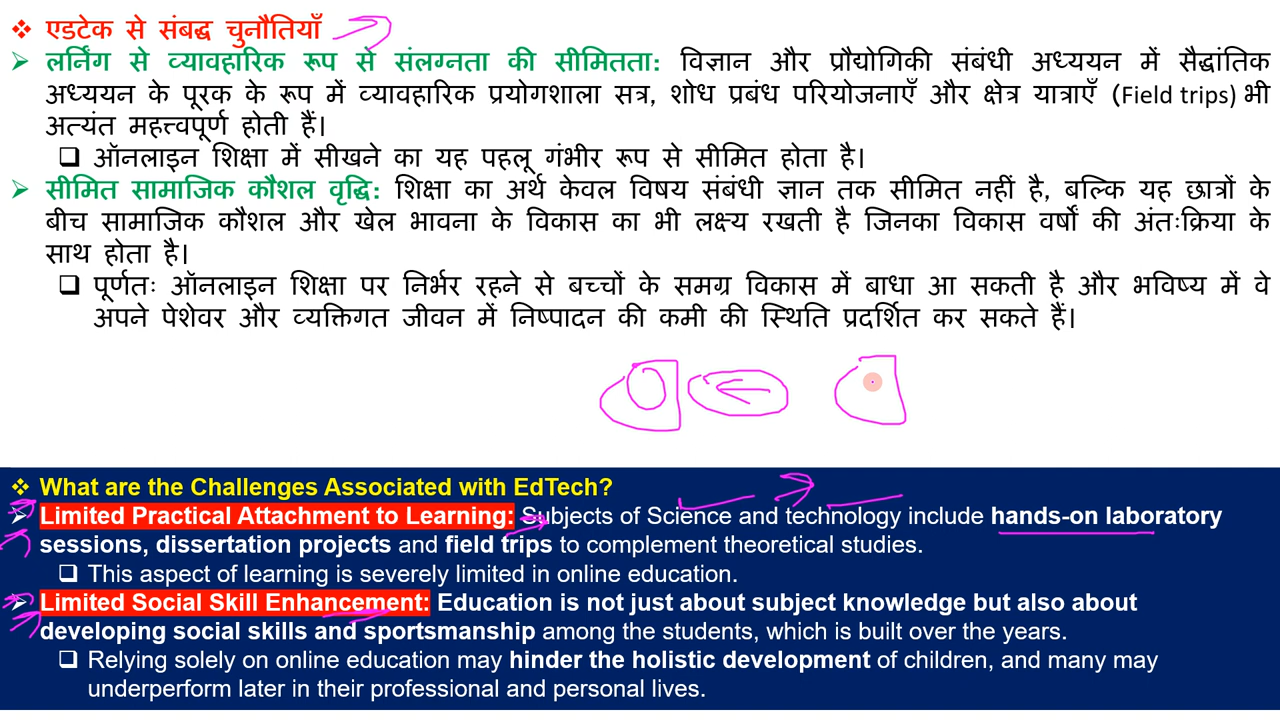 ❖ एडटेक से संबद्ध चुनौतियाँ
➢ लर्निंग से व्यावहारिक रूप से संलग्नता की सीमितता: विज्ञान और प्रौद्योगिकी संबंधी अध्ययन में सैद्धांतिक
अध्ययन के पूरक के रूप में व्यावहारिक प्रयोगशाला सत्र, शोध प्रबंध परियोजनाएँ और क्षेत्र यात्राएँ (Field trips) भी
अत्यंत महत्त्वपूर्ण होती हैं।
❑ ऑनलाइन शिक्षा में सीखने का यह पहलू गंभीर रूप से सीमित होता है।
➢ सीमित सामाजिक कौशल वृद्धि: शिक्षा का अर्थ केवल विषय संबंधी ज्ञान तक सीमित नहीं है, बल्कि यह छात्रों के
बीच सामाजिक कौशल और खेल भावना के विकास का भी लक्ष्य रखती है जिनका विकास वर्षों की अंतःक्रिया के
साथ होता है।
❑ पूर्णतः ऑनलाइन शिक्षा पर निर्भर रहने से बच्चों के समग्र विकास में बाधा आ सकती है और भविष्य में वे
अपने पेशेवर और व्यक्तिगत जीवन में निष्पादन की कमी की स्थिति प्रदर्शित कर सकते हैं।
❖ What are the Challenges Associated with EdTech?
➢ Limited Practical Attachment to Learning: Subjects of Science and technology include hands-on laboratory
sessions, dissertation projects and field trips to complement theoretical studies.
❑ This aspect of learning is severely limited in online education.
➢ Limited Social Skill Enhancement: Education is not just about subject knowledge but also about
developing social skills and sportsmanship among the students, which is built over the years.
❑ Relying solely on online education may hinder the holistic development of children, and many may
underperform later in their professional and personal lives.